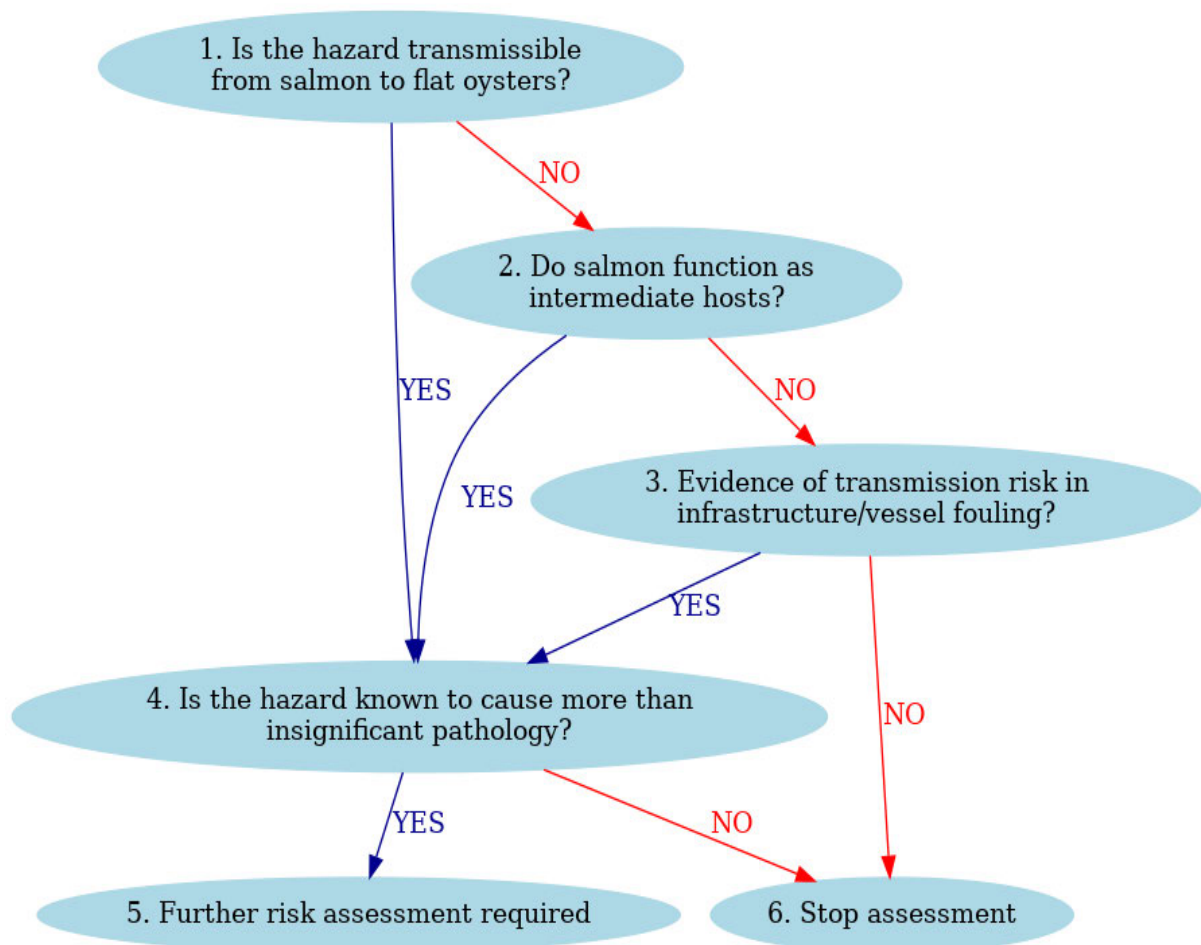 1. Is the hazard transmissible
from salmon to flat oysters?
NO
2. Do salmon function as
intermediate hosts?
YES
NO
YES
3. Evidence of transmission risk in
infrastructure/vessel fouling?
YES
4. Is the hazard known to cause more than
insignificant pathology?
NO
YES
NO
5. Further risk assessment required
6. Stop assessment